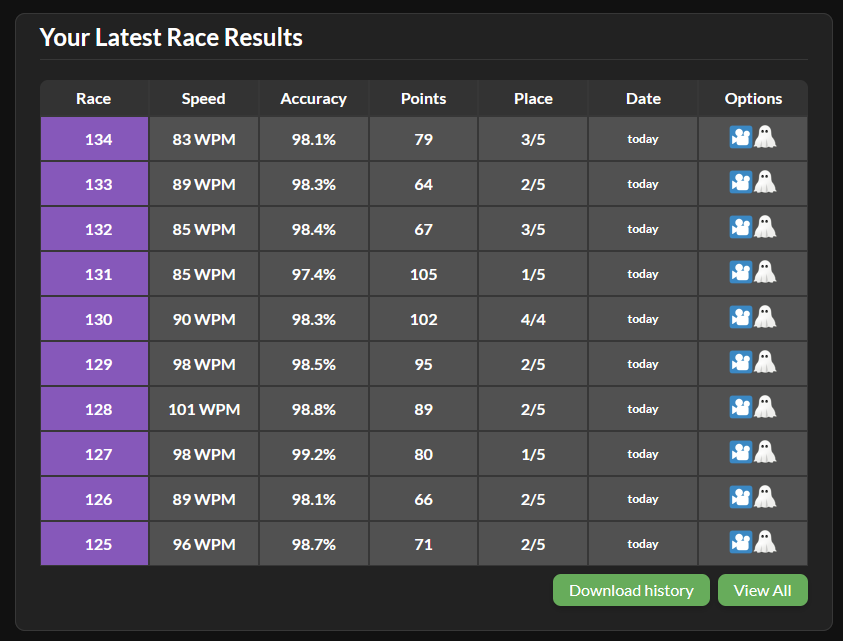 Your Latest Race Results
Race Speed Accuracy Points Place Date Options
134 83 WPM 98.1% 79 3/5 today
133 89 WPM 98.3% 64 2/5 today
132 85 WPM 98.4% 67 3/5 today
131 85 WPM 97.4% 105 1/5 today
130 90 WPM 98.3% 102 4/4 today
129 98 WPM 98.5% 95 2/5 today
128 101 WPM 98.8% 89 2/5 today
127 98 WPM 99.2% 80 1/5 today
126 89 WPM 98.1% 66 2/5 today
125 96 WPM 98.7% 71 2/5 today
Download history View All